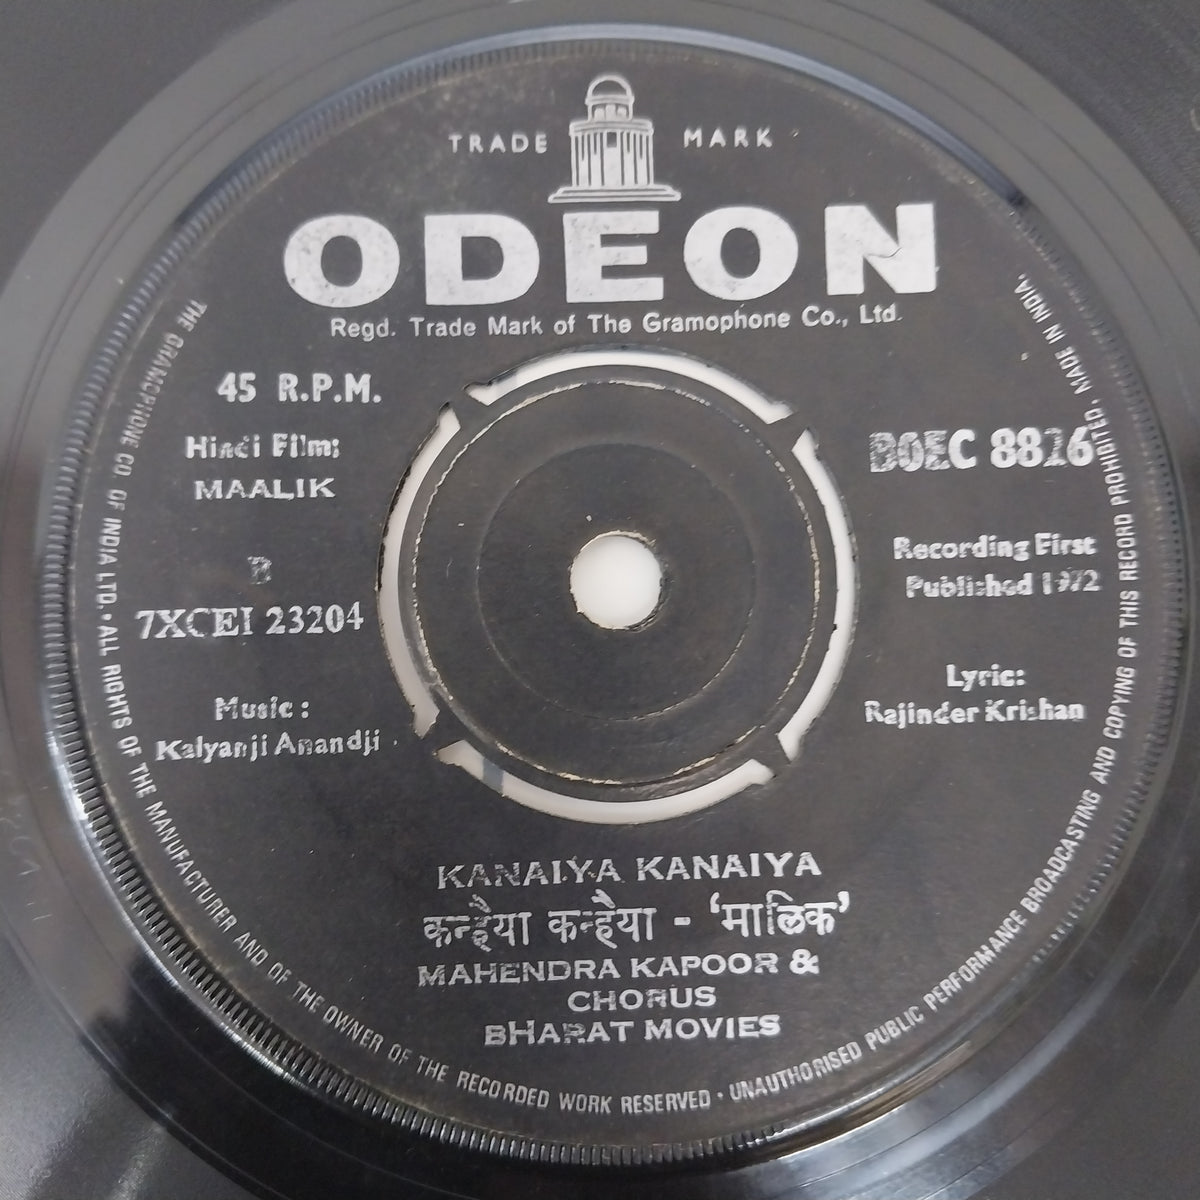 TRADE MARK
ODEON
Regd. Trade Mark of The Gramophone Co., Ltd.
45 R.P.M.
Hindi Film:
MAALIK
B
7XCEI 23204
Music :
Kalyanji Anandji
BOEC 8826
Recording First
Published 1972
Lyric:
Rajinder Krishan
KANAIYA KANAIYA
कन्हैया कन्हैया - 'मालिक'
MAHENDRA KAPOOR &
CHORUS
BHARAT MOVIES
THE GRAMOPHONE CO. OF INDIA LTD. • ALL RIGHTS OF THE MANUFACTURER AND OF THE OWNER OF THE RECORDED WORK RESERVED • UNAUTHORISED PUBLIC PERFORMANCE BROADCASTING AND COPYING OF THIS RECORD PROHIBITED. MADE IN INDIA.